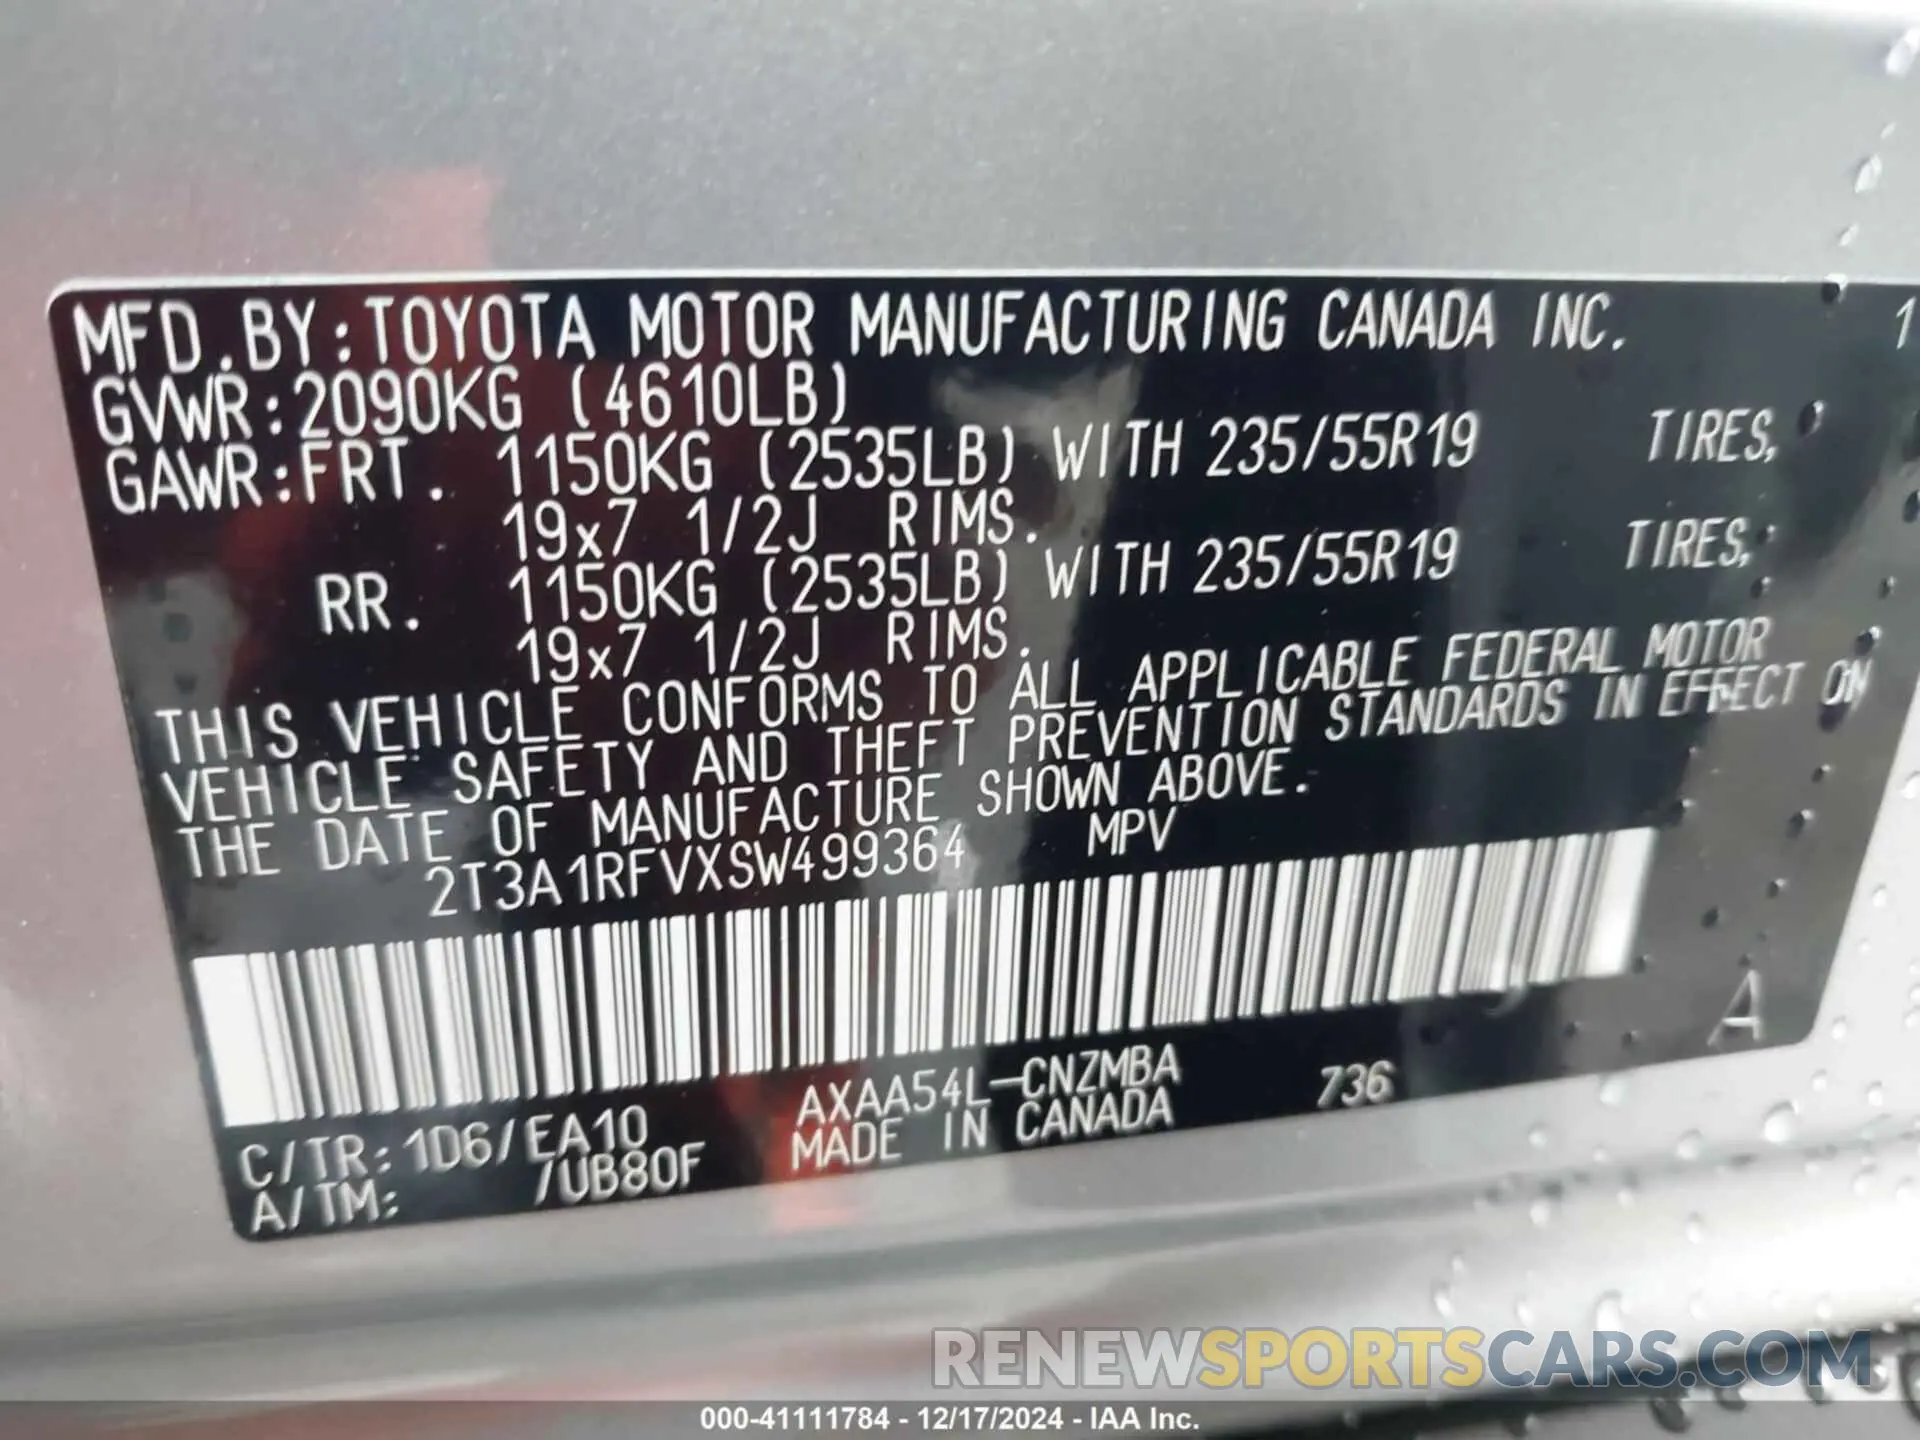 MFD.BY:TOYOTA MOTOR MANUFACTURING CANADA INC. 1
GVWR:2090KG (4610LB)
GAWR:FRT. 1150KG (2535LB) WITH 235/55R19 TIRES,
19x7 1/2J RIMS.
RR. 1150KG (2535LB) WITH 235/55R19 TIRES,
19x7 1/2J RIMS.
THIS VEHICLE CONFORMS TO ALL APPLICABLE FEDERAL MOTOR
VEHICLE SAFETY AND THEFT PREVENTION STANDARDS IN EFFECT ON
THE DATE OF MANUFACTURE SHOWN ABOVE.
2T3A1RFVXSW499364 MPV
A
C/TR:1D6/EA10 AXAA54L-CNZMBA 736
A/TM: /UB80F MADE IN CANADA
RENEWSPORTSCARS.COM
000-41111784 - 12/17/2024 - IAA Inc.